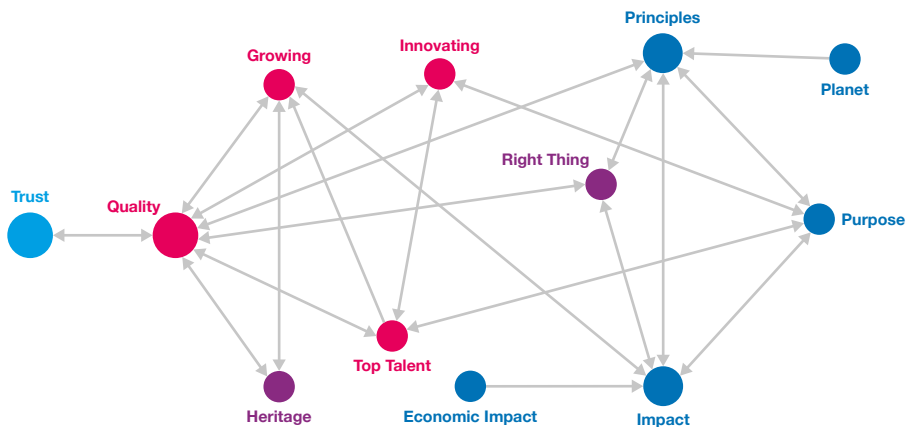 Principles
Innovating
Growing
Planet
Right Thing
Trust
Quality
Purpose
Top Talent
Heritage
Economic Impact
Impact